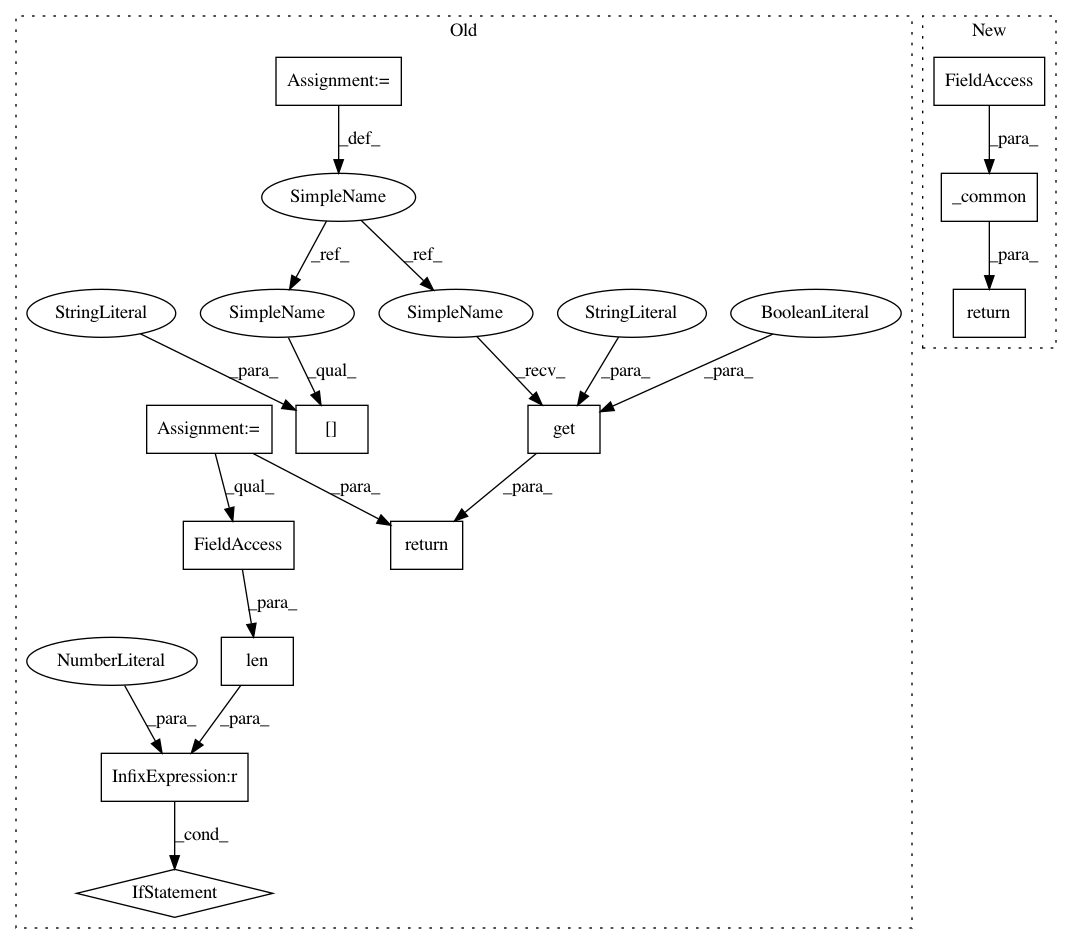 Old
New
Assignment:=
FieldAccess
_def_
_para_
SimpleName
_common
_ref_
_ref_
_para_
StringLiteral
SimpleName
SimpleName
StringLiteral
BooleanLiteral
return
_para_
_qual_
_recv_
_para_
_para_
Assignment:=
[]
get
_qual_
_para_
_para_
FieldAccess
return
_para_
NumberLiteral
len
_para_
_para_
InfixExpression:r
_cond_
IfStatement